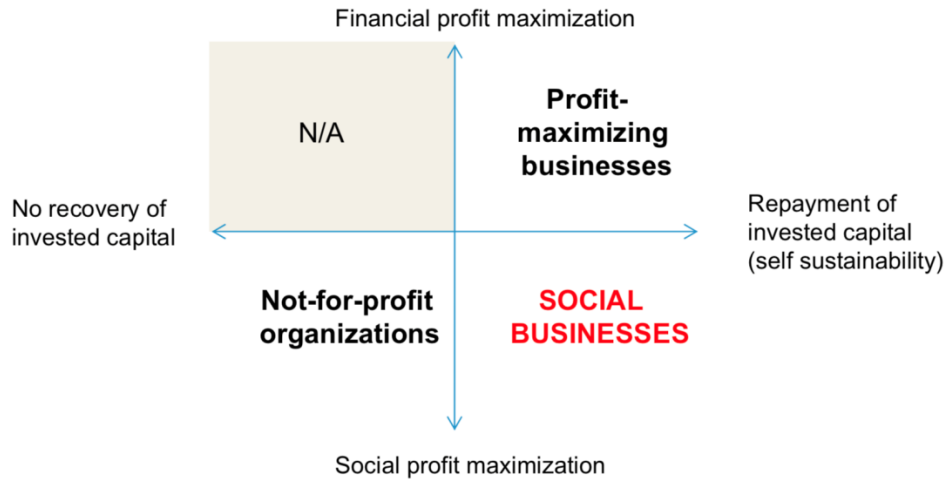 Financial profit maximization
N/A
Profit-
maximizing
businesses
No recovery of
invested capital
Repayment of
invested capital
(self sustainability)
Not-for-profit
organizations
SOCIAL
BUSINESSES
Social profit maximization